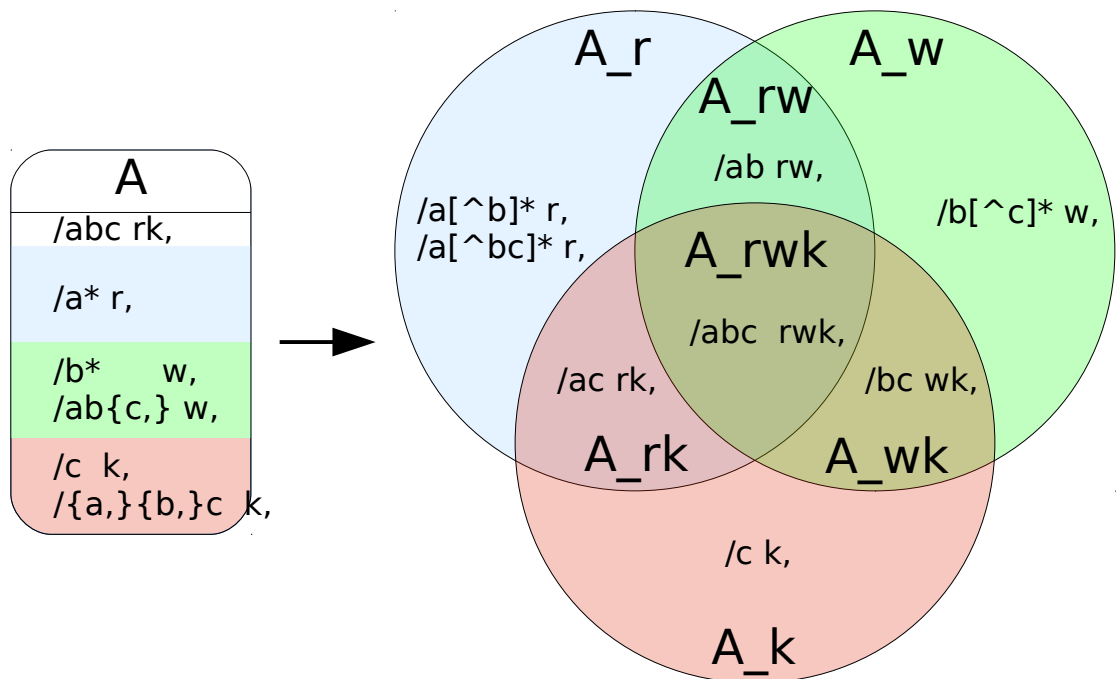 A
/abc rk,
/a* r,
/b*      w,
/ab{c,} w,
/c  k,
/{a,}{b,}c  k,
A_r
A_w
A_rw
/ab rw,
/a[^b]* r,
/a[^bc]* r,
/b[^c]* w,
A_rwk
/abc  rwk,
/ac rk,
/bc wk,
A_rk
A_wk
/c k,
A_k